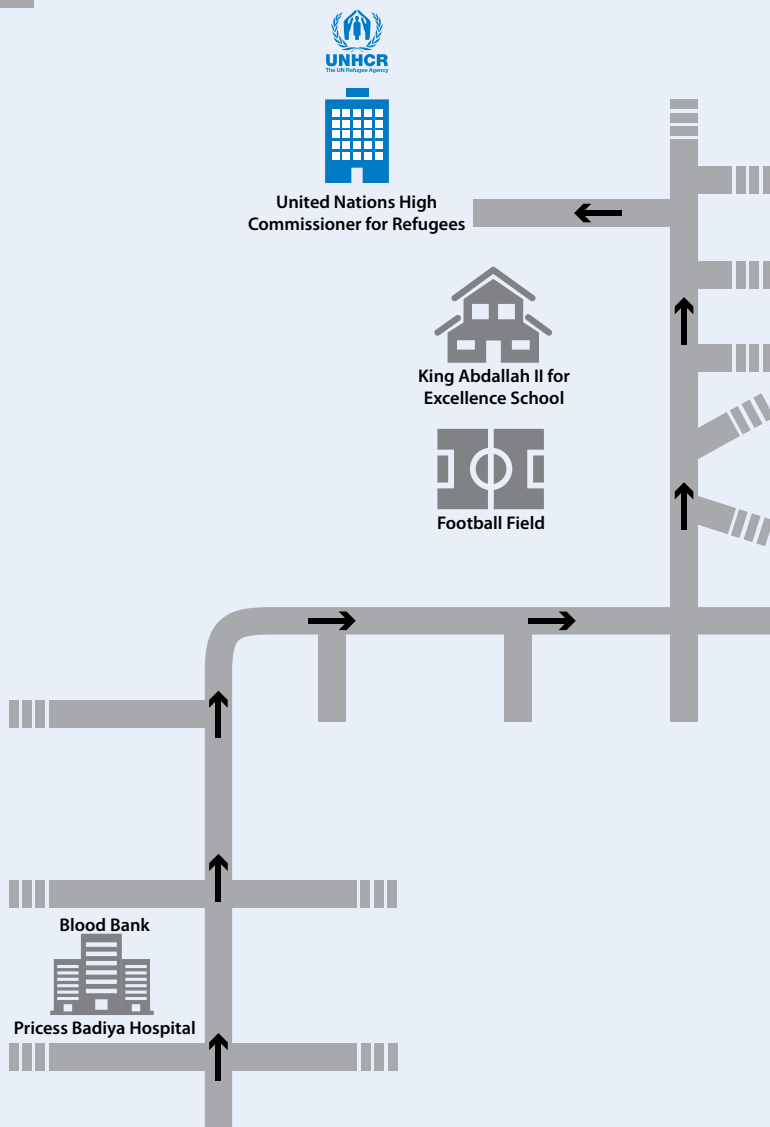 UNHCR
The UN Refugee Agency
United Nations High
Commissioner for Refugees
King Abdallah II for
Excellence School
Football Field
Blood Bank
Pricess Badiya Hospital